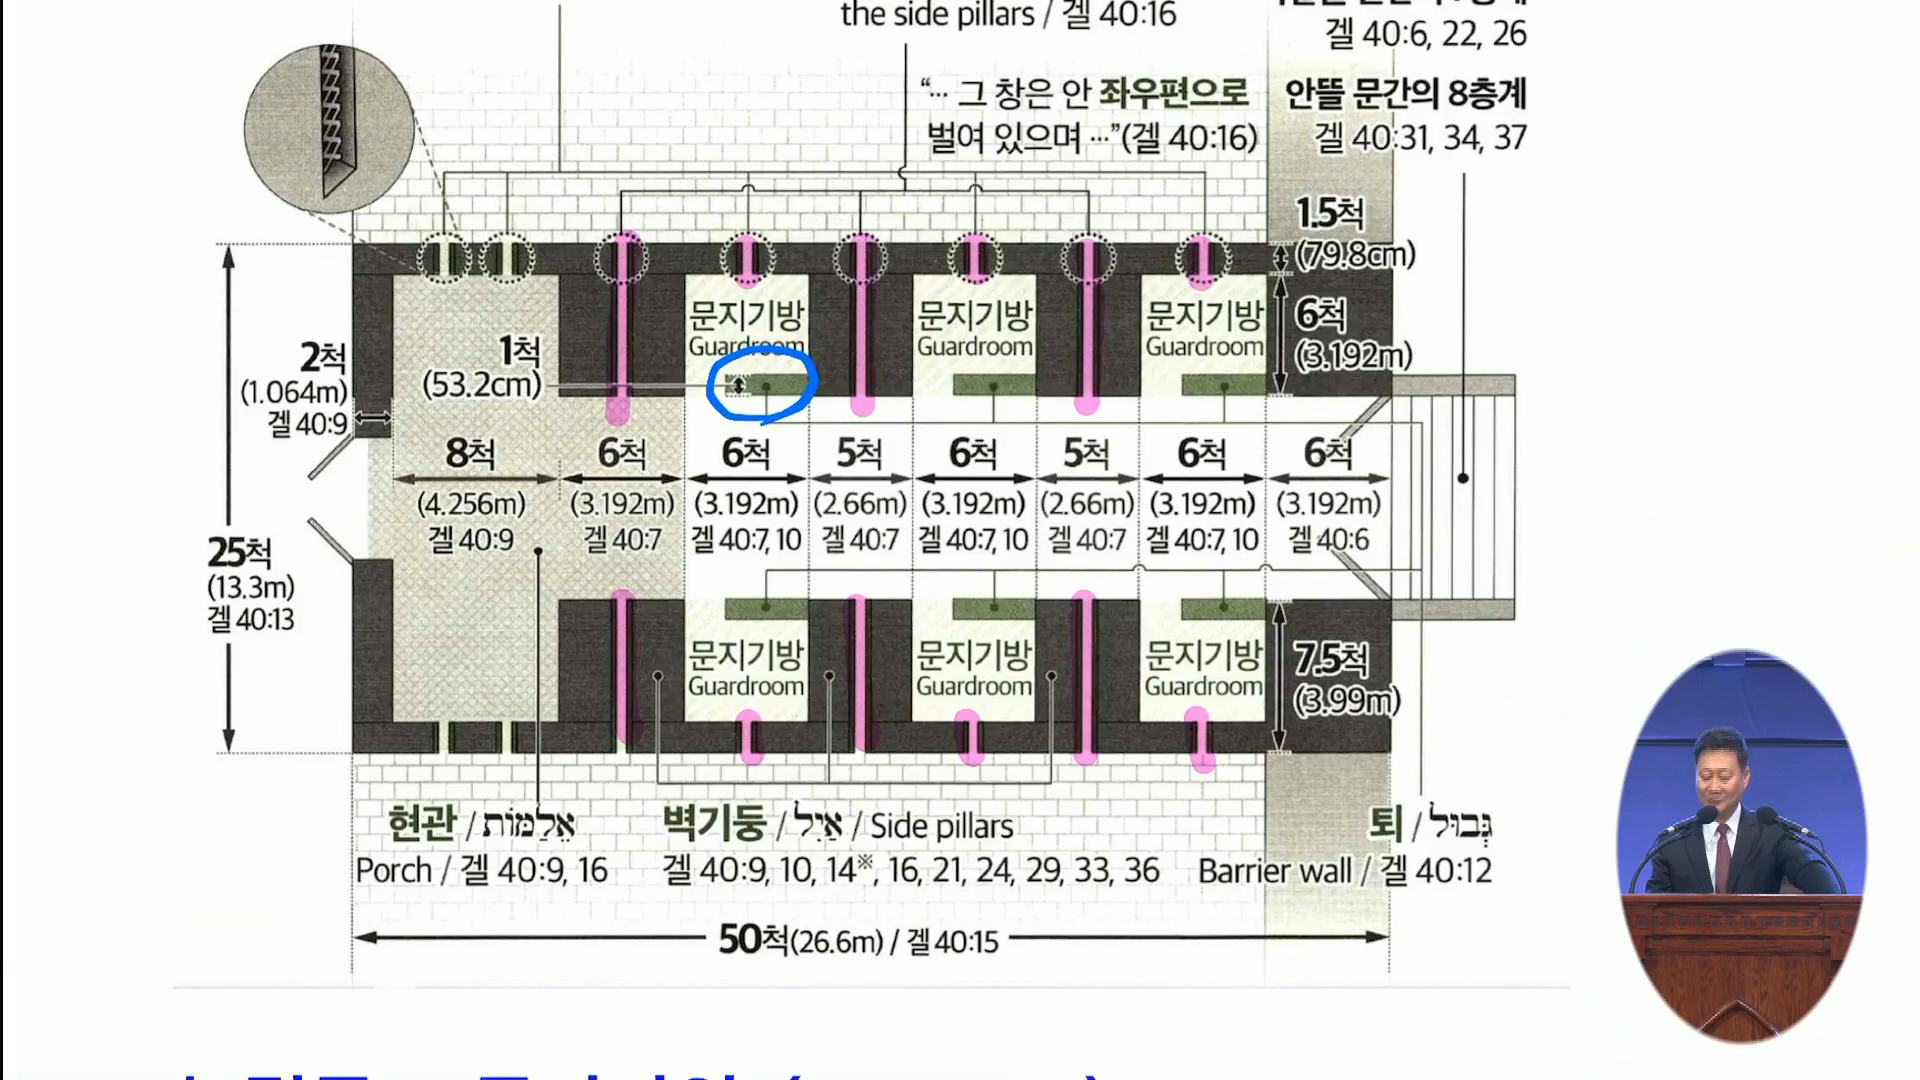 the side pillars / 겔 40:16
겔 40:6, 22, 26
“··· 그 창은 안 좌우편으로
벌여 있으며 ···”(겔 40:16)
안뜰 문간의 8층계
겔 40:31, 34, 37
1.5척
(79.8cm)
6척
(3.192m)
문지기방
Guardroom
문지기방
Guardroom
문지기방
Guardroom
2척
(1.064m)
겔 40:9
1척
(53.2cm)
8척
(4.256m)
겔 40:9
6척
(3.192m)
겔 40:7
6척
(3.192m)
겔 40:7, 10
5척
(2.66m)
겔 40:7
6척
(3.192m)
겔 40:7, 10
5척
(2.66m)
겔 40:7
6척
(3.192m)
겔 40:7, 10
6척
(3.192m)
겔 40:6
25척
(13.3m)
겔 40:13
문지기방
Guardroom
문지기방
Guardroom
문지기방
Guardroom
7.5척
(3.99m)
현관 / אֵלַמּוֹת
Porch / 겔 40:9, 16
벽기둥 / אַיִל / Side pillars
겔 40:9, 10, 14※, 16, 21, 24, 29, 33, 36
퇴 / גְּבוּל
Barrier wall / 겔 40:12
50척(26.6m) / 겔 40:15